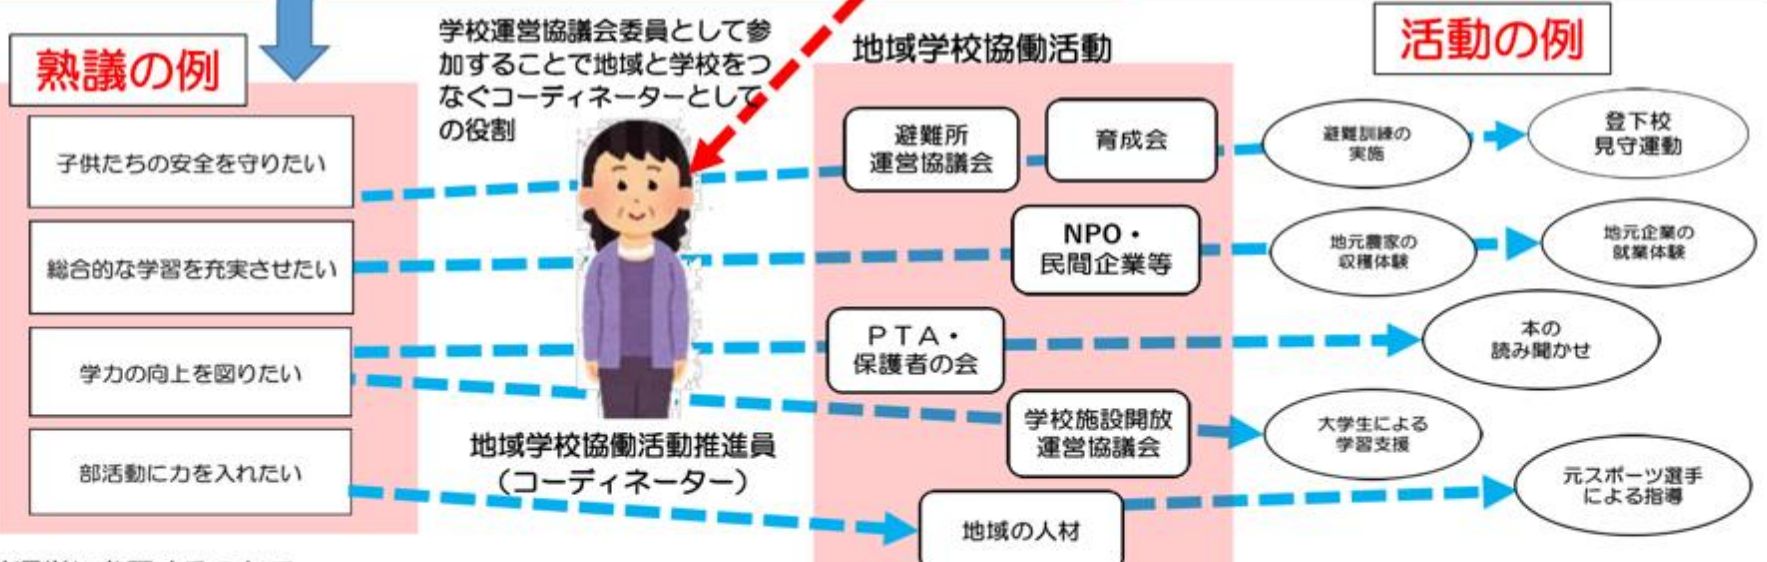 熟議の例
子供たちの安全を守りたい
総合的な学習を充実させたい
学力の向上を図りたい
部活動に力を入れたい
学校運営協議会委員として参
加することで地域と学校をつ
なぐコーディネーターとして
の役割
地域学校協働活動推進員
（コーディネーター）
地域学校協働活動
避難所
運営協議会
育成会
NPO・
民間企業等
ＰＴＡ・
保護者の会
学校施設開放
運営協議会
地域の人材
活動の例
避難訓練の
実施
登下校
見守運動
地元農家の
収穫体験
地元企業の
就業体験
本の
読み聞かせ
大学生による
学習支援
元スポーツ選手
による指導